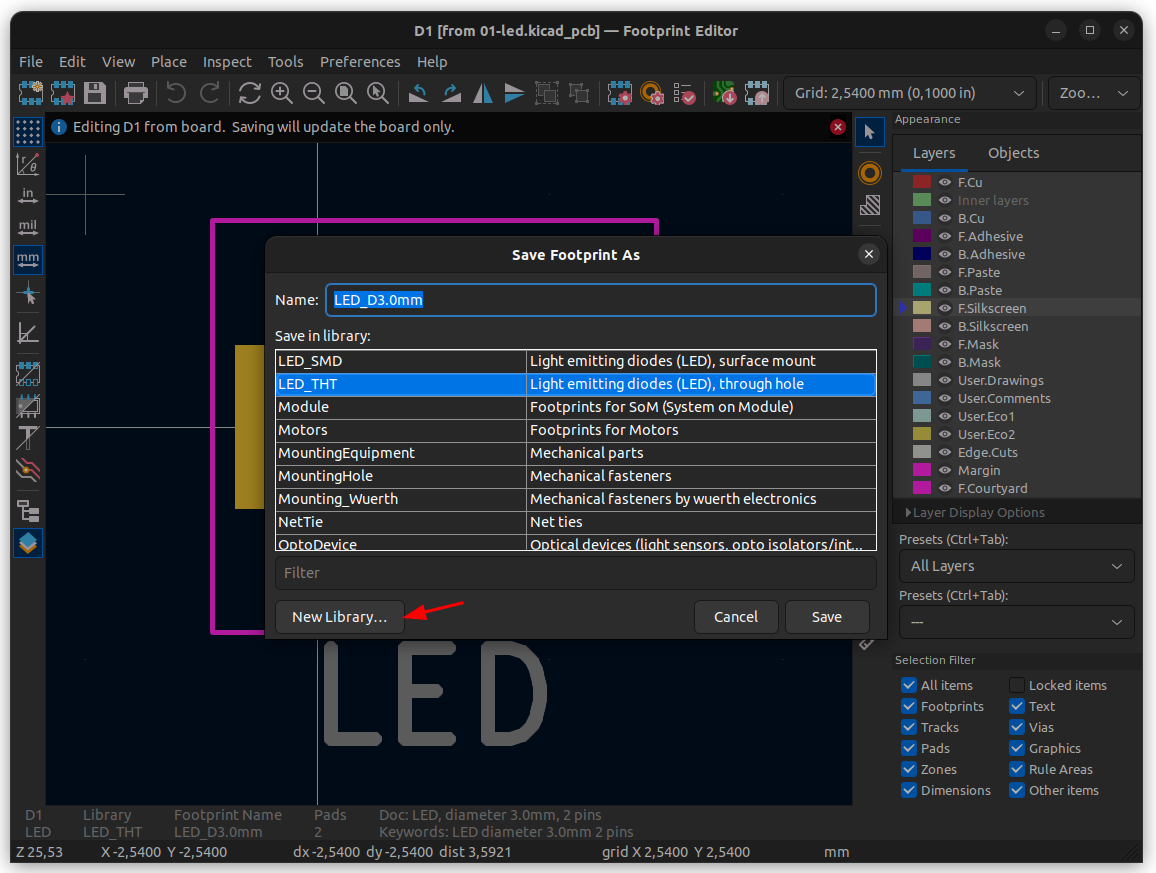 D1 [from 01-led.kicad_pcb] — Footprint Editor
File Edit View Place Inspect Tools Preferences Help
Grid: 2,5400 mm (0,1000 in)
Zoo...
Editing D1 from board. Saving will update the board only.
in
mil
mm
Save Footprint As
Name: LED_D3.0mm
Save in library:
LED_SMD Light emitting diodes (LED), surface mount
LED_THT Light emitting diodes (LED), through hole
Module Footprints for SoM (System on Module)
Motors Footprints for Motors
MountingEquipment Mechanical parts
MountingHole Mechanical fasteners
Mounting_Wuerth Mechanical fasteners by wuerth electronics
NetTie Net ties
OptoDevice Optical devices (light sensors, opto isolators/int...
Filter
New Library...
Cancel
Save
LED
Appearance
Layers Objects
F.Cu
Inner layers
B.Cu
F.Adhesive
B.Adhesive
F.Paste
B.Paste
F.Silkscreen
B.Silkscreen
F.Mask
B.Mask
User.Drawings
User.Comments
User.Eco1
User.Eco2
Edge.Cuts
Margin
F.Courtyard
Layer Display Options
Presets (Ctrl+Tab):
All Layers
Presets (Ctrl+Tab):
---
Selection Filter
All items Locked items
Footprints Text
Tracks Vias
Pads Graphics
Zones Rule Areas
Dimensions Other items
D1 Library Footprint Name Pads Doc: LED, diameter 3.0mm, 2 pins
LED LED_THT LED_D3.0mm 2 Keywords: LED diameter 3.0mm 2 pins
Z 25,53 X -2,5400 Y -2,5400 dx -2,5400 dy -2,5400 dist 3,5921 grid X 2,5400 Y 2,5400 mm